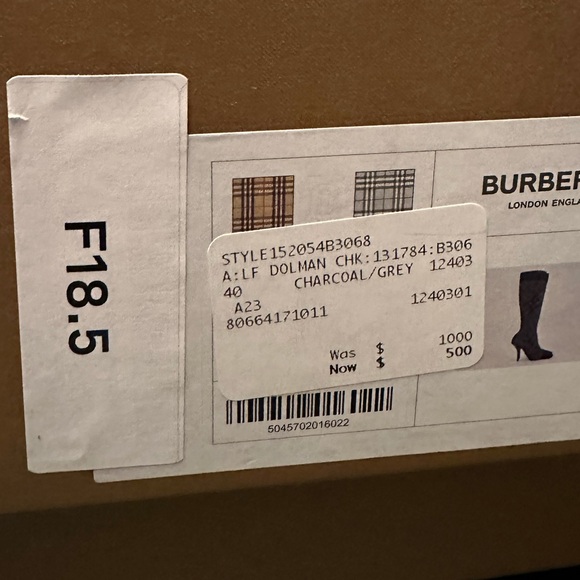 F18.5
BURBER
LONDON ENGLA
STYLE152054B3068
A:LF DOLMAN CHK:131784:B306
40 CHARCOAL/GREY 12403
A23 1240301
80664171011
Was $ 1000
Now $ 500
5045702016022